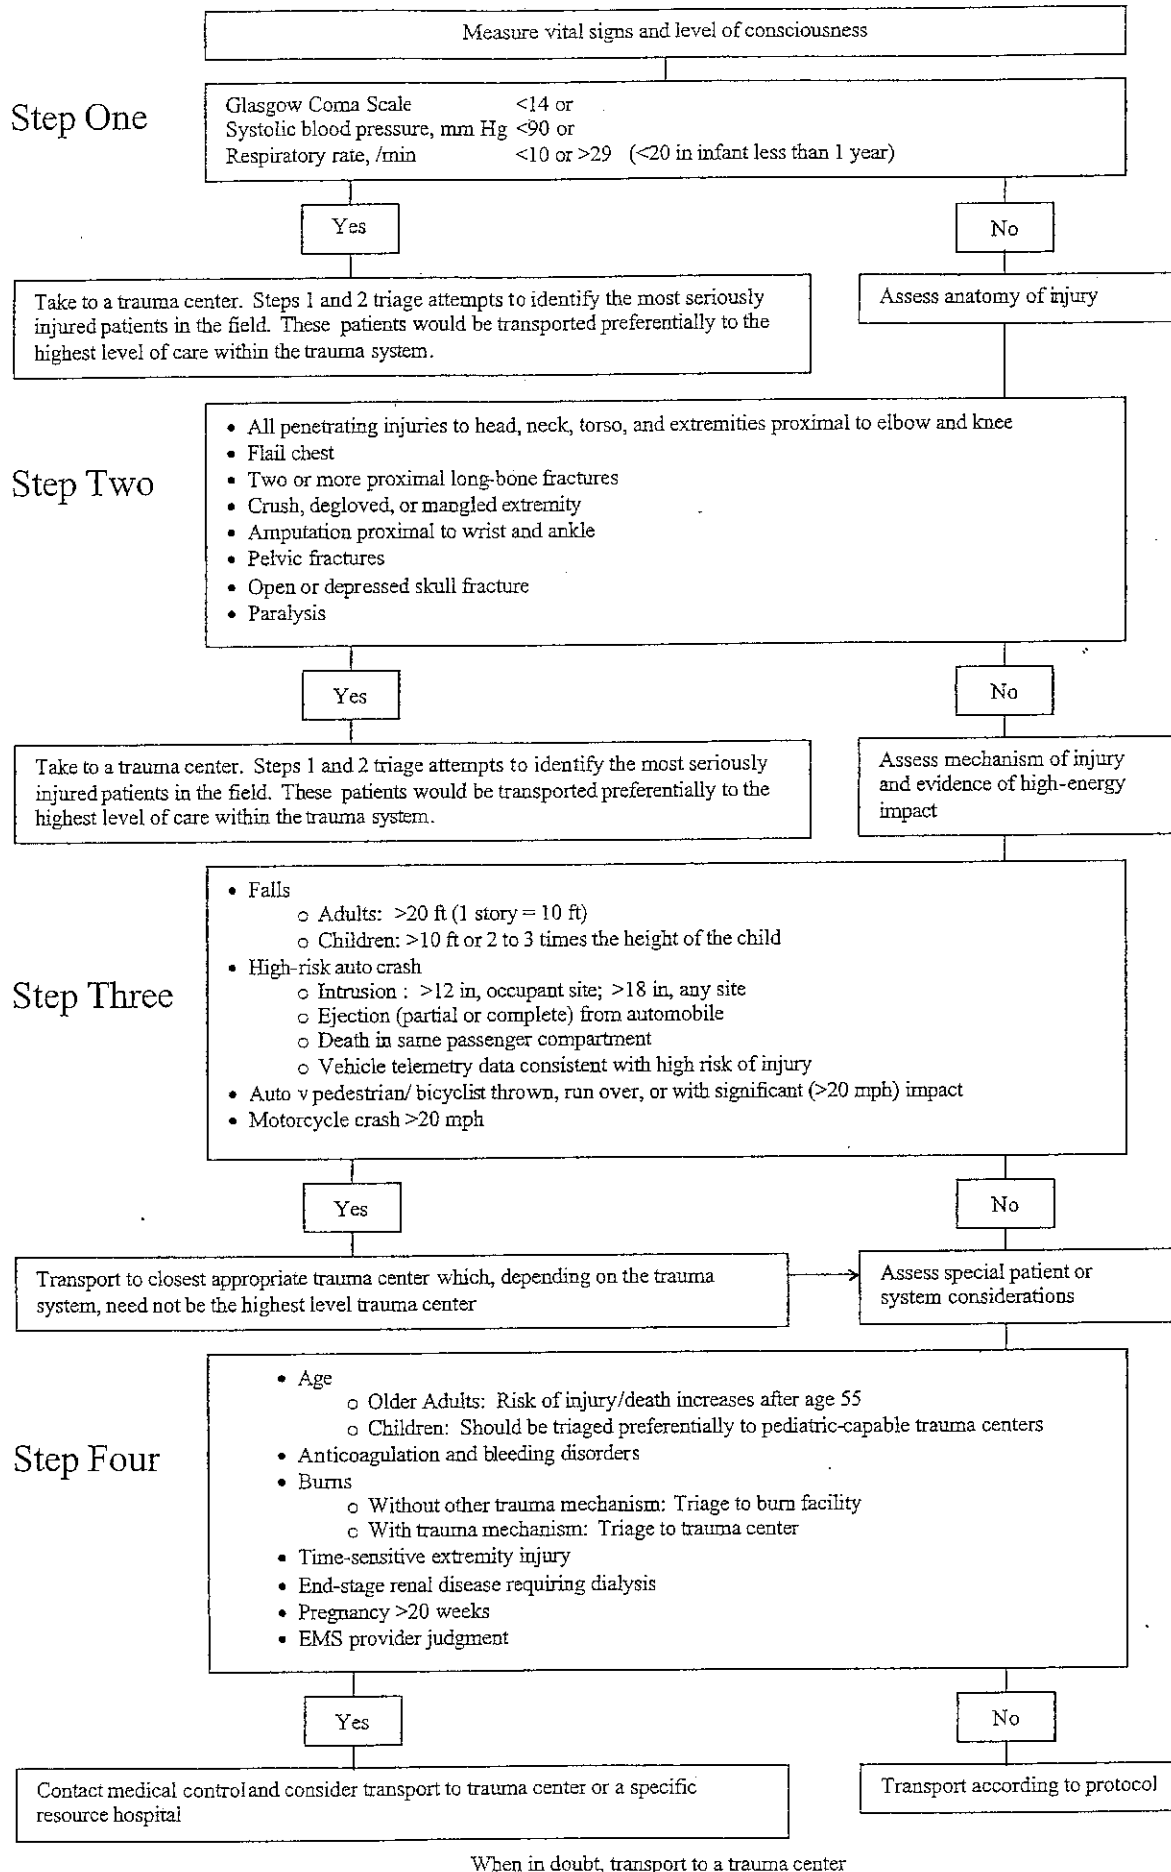 Measure vital signs and level of consciousness
Step One
Glasgow Coma Scale <14 or
Systolic blood pressure, mm Hg <90 or
Respiratory rate, /min <10 or >29 (<20 in infant less than 1 year)
Yes
No
Take to a trauma center. Steps 1 and 2 triage attempts to identify the most seriously
injured patients in the field. These patients would be transported preferentially to the
highest level of care within the trauma system.
Assess anatomy of injury
Step Two
• All penetrating injuries to head, neck, torso, and extremities proximal to elbow and knee
• Flail chest
• Two or more proximal long-bone fractures
• Crush, degloved, or mangled extremity
• Amputation proximal to wrist and ankle
• Pelvic fractures
• Open or depressed skull fracture
• Paralysis
Yes
No
Take to a trauma center. Steps 1 and 2 triage attempts to identify the most seriously
injured patients in the field. These patients would be transported preferentially to the
highest level of care within the trauma system.
Assess mechanism of injury
and evidence of high-energy
impact
Step Three
• Falls
o Adults: >20 ft (1 story = 10 ft)
o Children: >10 ft or 2 to 3 times the height of the child
• High-risk auto crash
o Intrusion : >12 in, occupant site; >18 in, any site
o Ejection (partial or complete) from automobile
o Death in same passenger compartment
o Vehicle telemetry data consistent with high risk of injury
• Auto v pedestrian/ bicyclist thrown, run over, or with significant (>20 mph) impact
• Motorcycle crash >20 mph
Yes
No
Transport to closest appropriate trauma center which, depending on the trauma
system, need not be the highest level trauma center
Assess special patient or
system considerations
Step Four
• Age
o Older Adults: Risk of injury/death increases after age 55
o Children: Should be triaged preferentially to pediatric-capable trauma centers
• Anticoagulation and bleeding disorders
• Burns
o Without other trauma mechanism: Triage to burn facility
o With trauma mechanism: Triage to trauma center
• Time-sensitive extremity injury
• End-stage renal disease requiring dialysis
• Pregnancy >20 weeks
• EMS provider judgment
Yes
No
Contact medical control and consider transport to trauma center or a specific
resource hospital
Transport according to protocol
When in doubt, transport to a trauma center